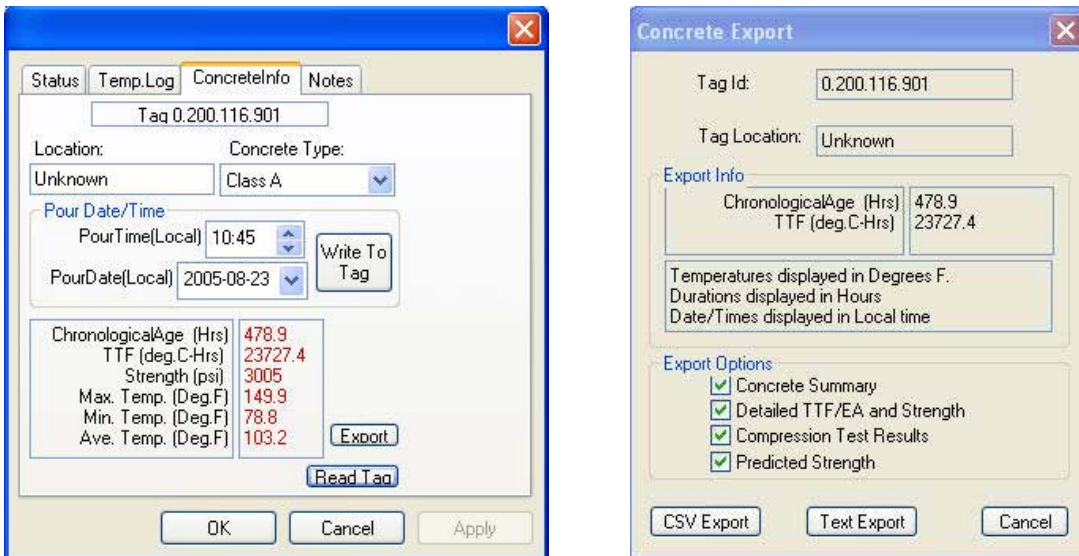 Status Temp.Log ConcreteInfo Notes
Tag 0.200.116.901
Location: Concrete Type:
Unknown Class A
Pour Date/Time
PourTime(Local) 10:45
PourDate(Local) 2005-08-23
Write To
Tag
ChronologicalAge (Hrs) 478.9
TTF (deg.C-Hrs) 23727.4
Strength (psi) 3005
Max. Temp. (Deg.F) 149.9
Min. Temp. (Deg.F) 78.8
Ave. Temp. (Deg.F) 103.2
Export
Read Tag
OK Cancel Apply
Concrete Export
Tag Id: 0.200.116.901
Tag Location: Unknown
Export Info
ChronologicalAge (Hrs) 478.9
TTF (deg.C-Hrs) 23727.4
Temperatures displayed in Degrees F.
Durations displayed in Hours
Date/Times displayed in Local time
Export Options
Concrete Summary
Detailed TTF/EA and Strength
Compression Test Results
Predicted Strength
CSV Export Text Export Cancel